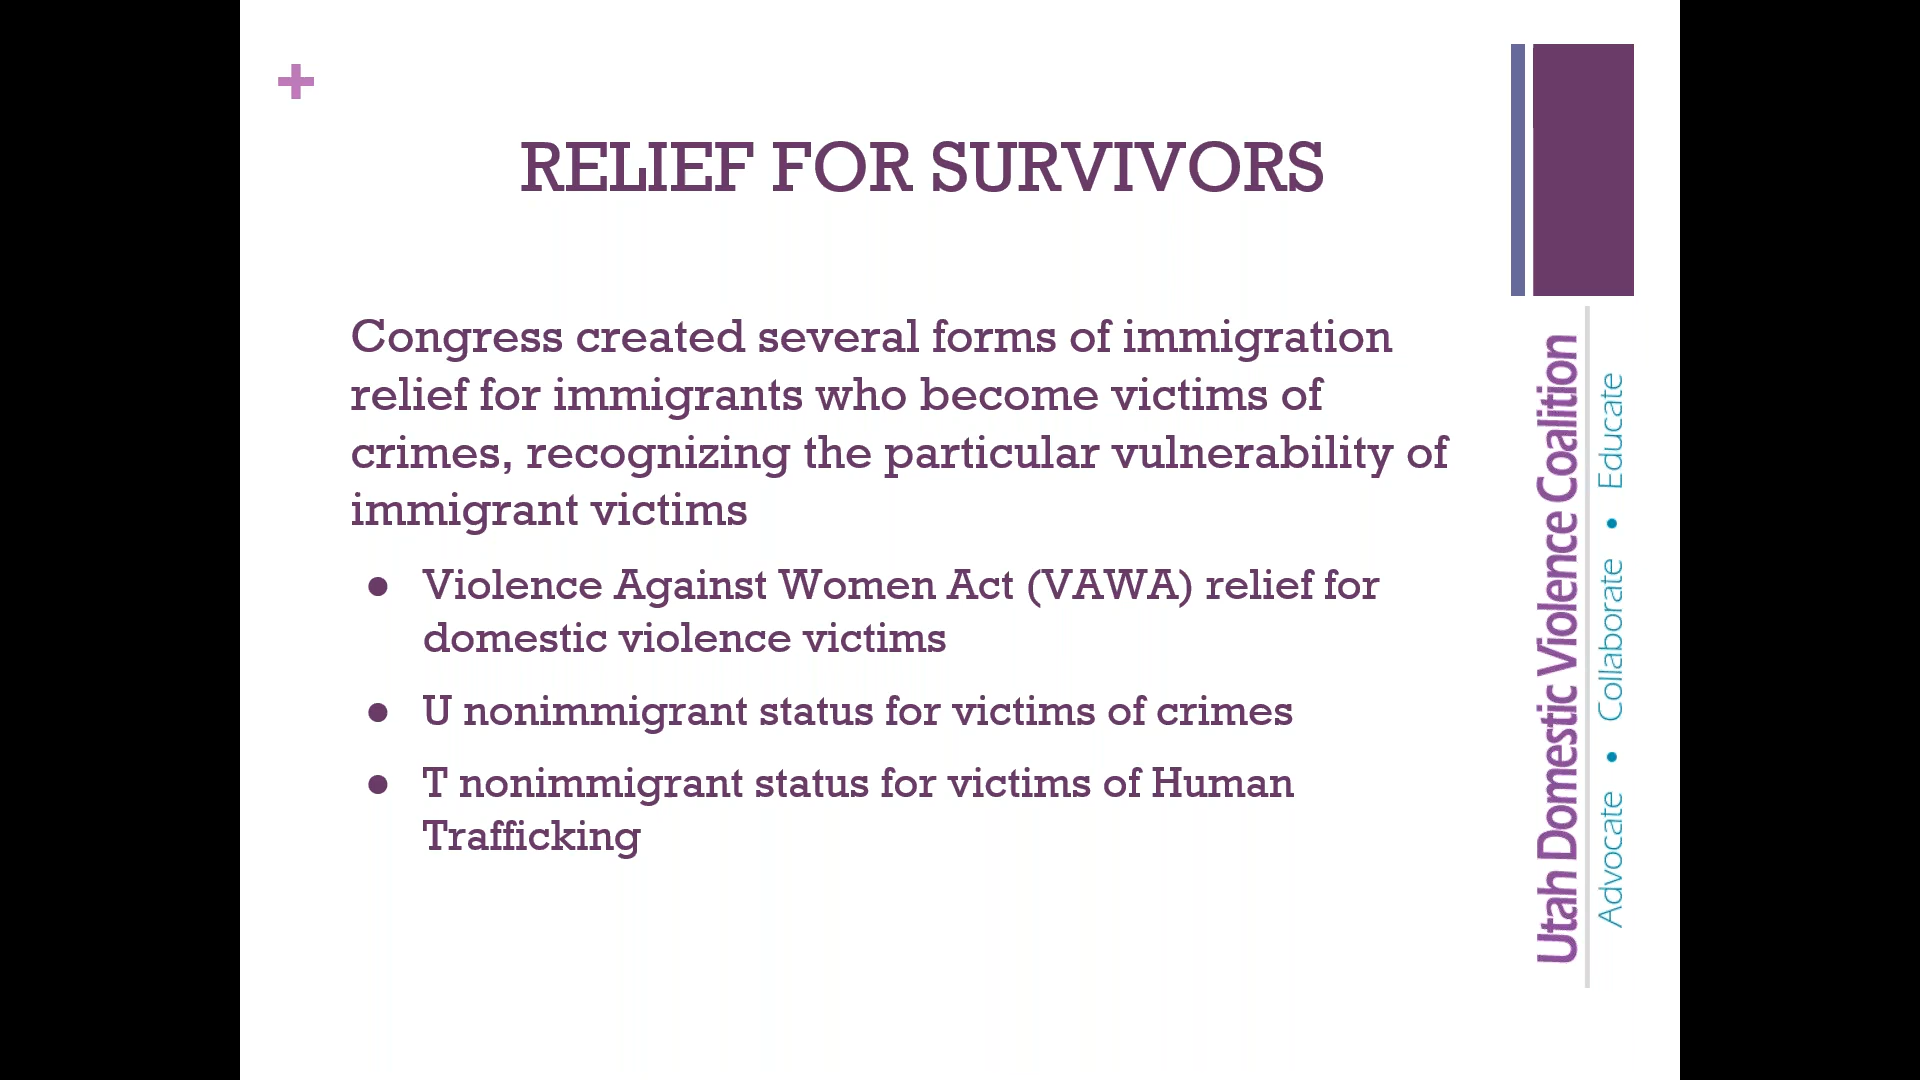 +
RELIEF FOR SURVIVORS
Congress created several forms of immigration
relief for immigrants who become victims of
crimes, recognizing the particular vulnerability of
immigrant victims
● Violence Against Women Act (VAWA) relief for
domestic violence victims
● U nonimmigrant status for victims of crimes
● T nonimmigrant status for victims of Human
Trafficking
Utah Domestic Violence Coalition
Advocate • Collaborate • Educate